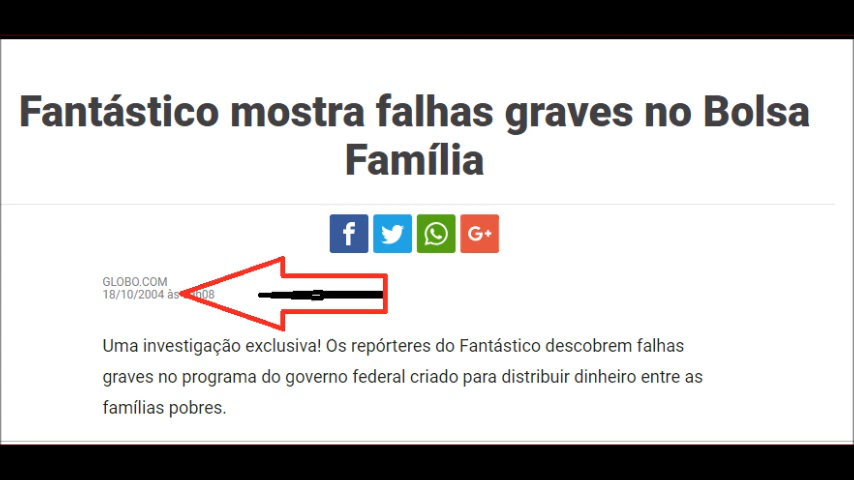 Fantástico mostra falhas graves no Bolsa
Família
f
G+
GLOBO.COM
18/10/2004 às
Uma investigação exclusiva! Os repórteres do Fantástico descobrem falhas
graves no programa do governo federal criado para distribuir dinheiro entre as
famílias pobres.